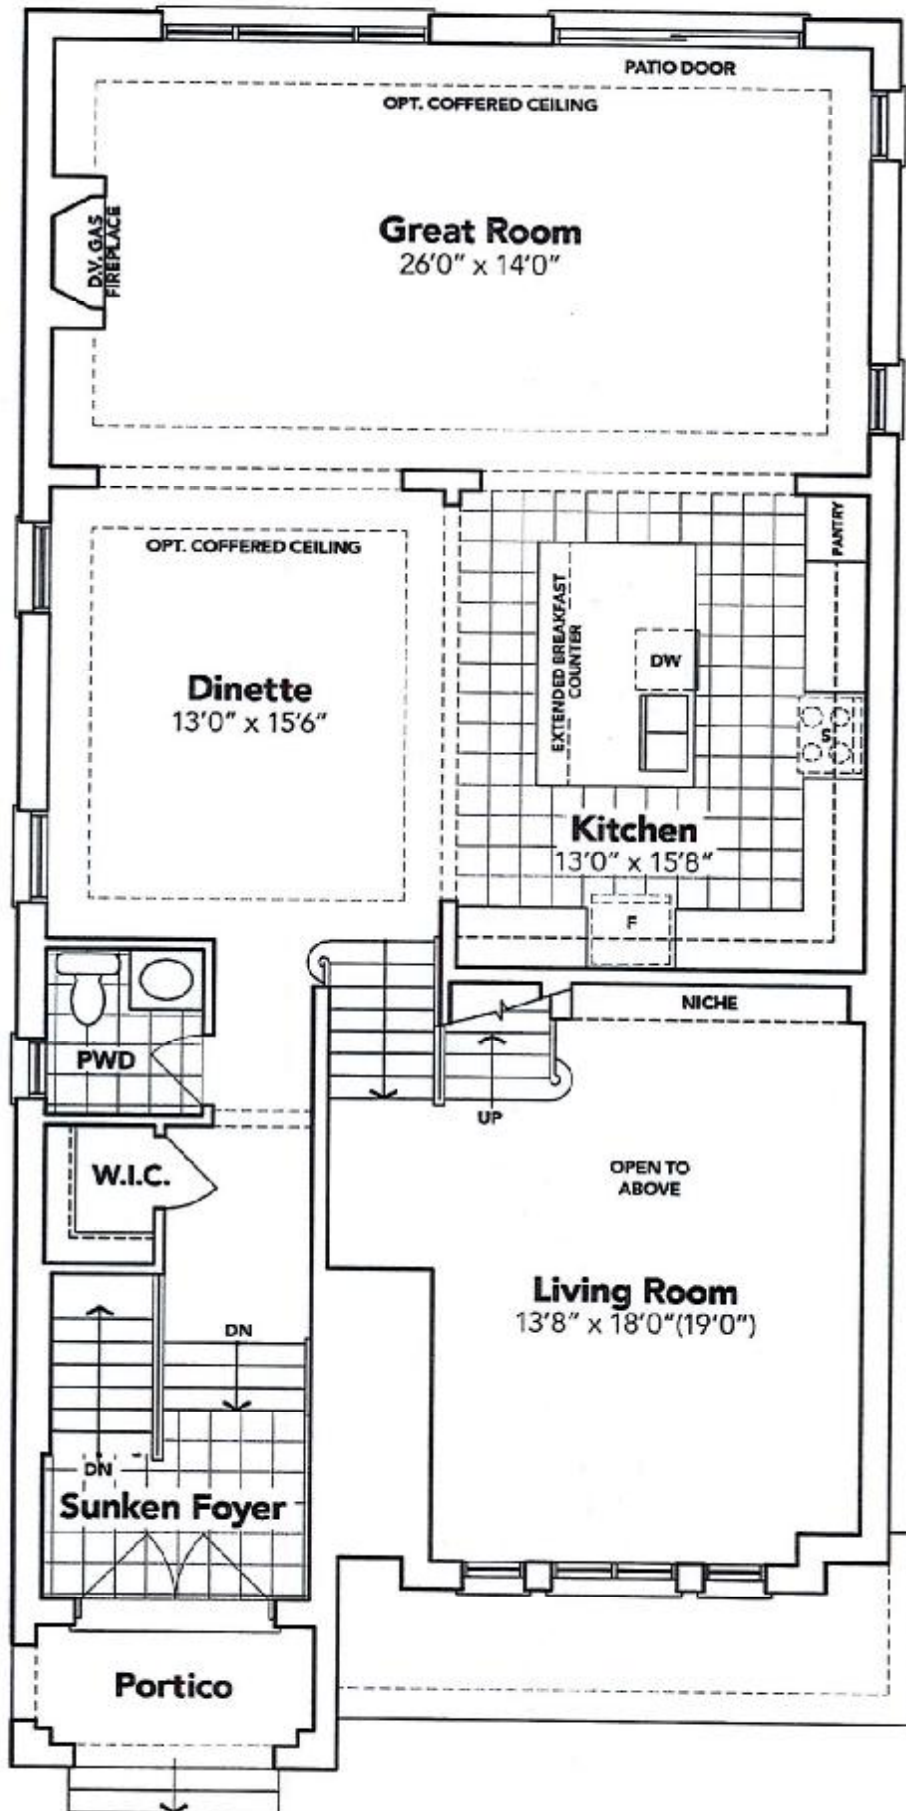 PATIO DOOR
OPT. COFFERED CEILING
D.V. GAS
FIREPLACE
Great Room
26'0" x 14'0"
OPT. COFFERED CEILING
PANTRY
EXTENDED BREAKFAST
COUNTER
DW
Dinette
13'0" x 15'6"
S
Kitchen
13'0" x 15'8"
F
NICHE
PWD
UP
W.I.C.
OPEN TO
ABOVE
Living Room
13'8" x 18'0"(19'0")
DN
DN
Sunken Foyer
Portico